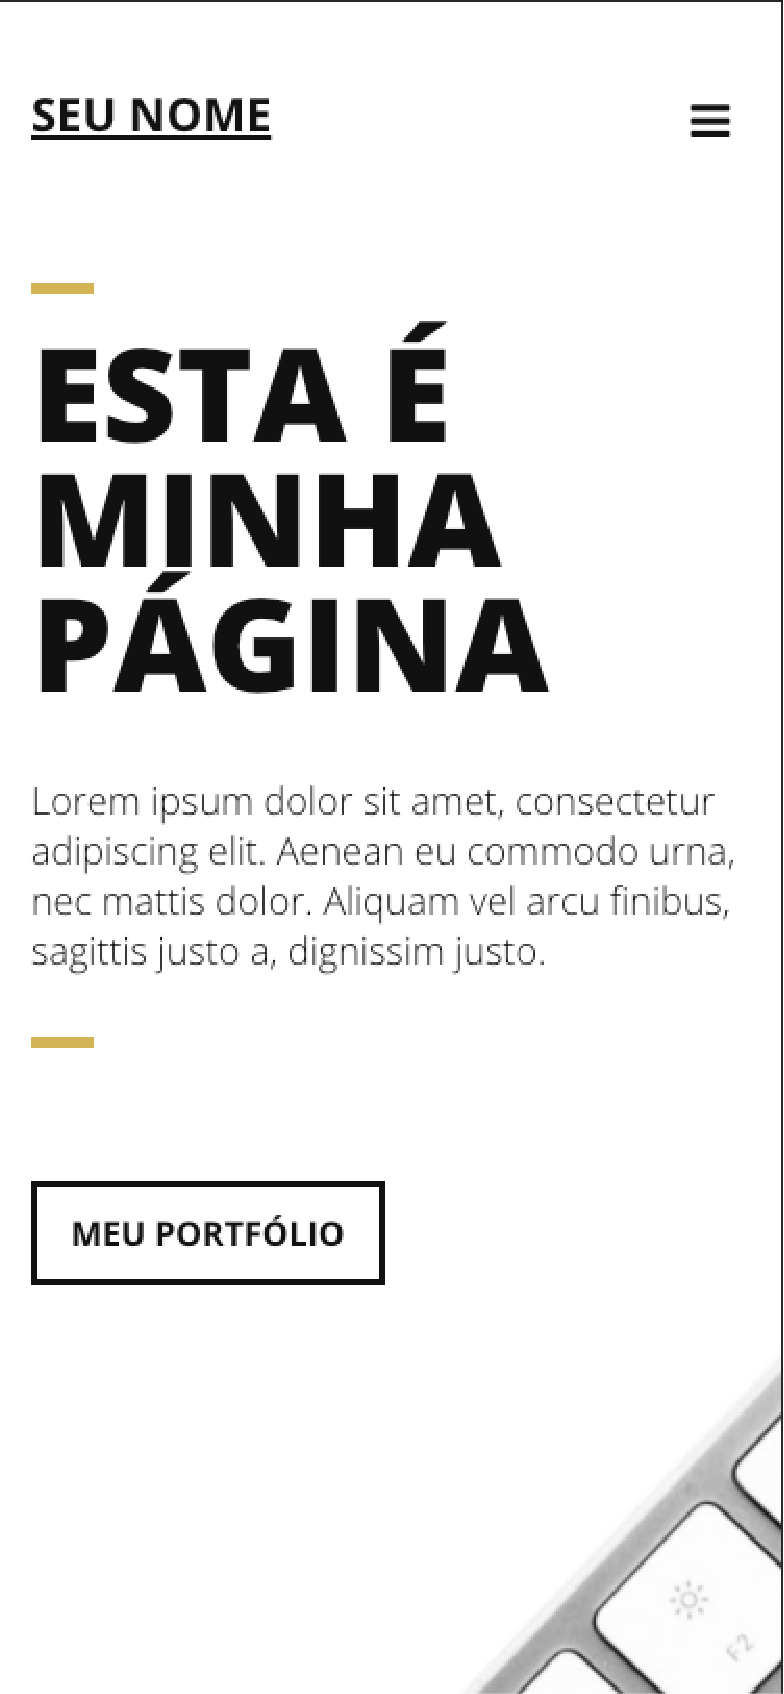 SEU NOME
ESTA É
MINHA
PÁGINA
Lorem ipsum dolor sit amet, consectetur
adipiscing elit. Aenean eu commodo urna,
nec mattis dolor. Aliquam vel arcu finibus,
sagittis justo a, dignissim justo.
MEU PORTFÓLIO
F2